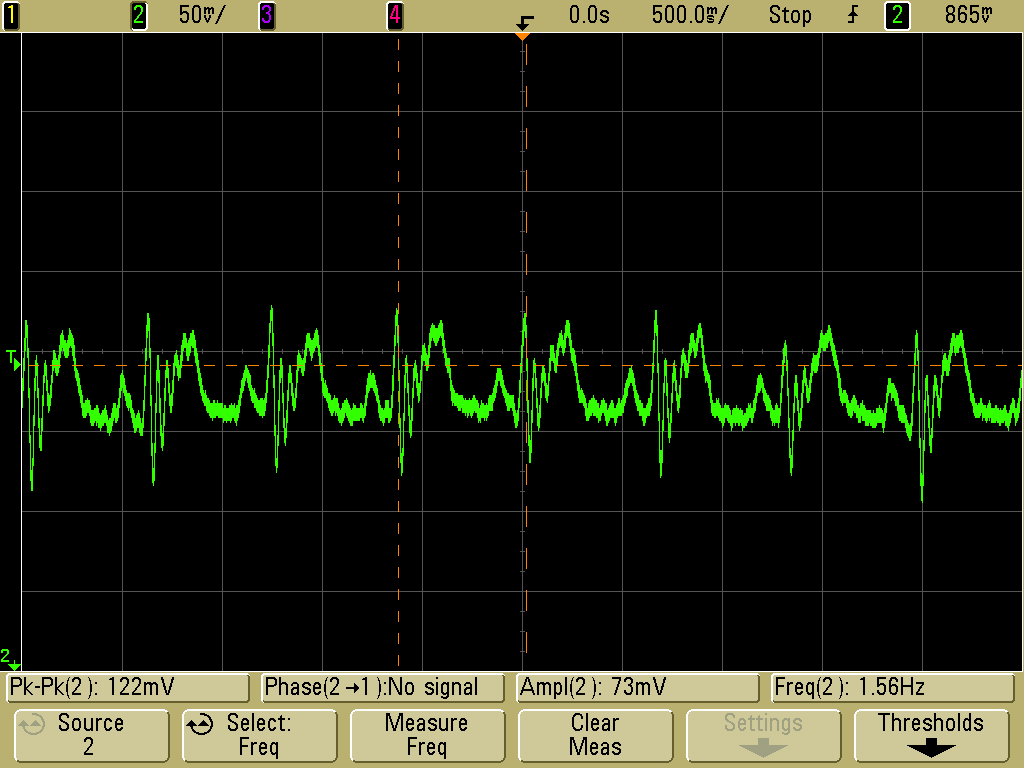 1 2 50mV/ 3 4 0.0s 500.0ms/ Stop 2 865mV
T
2
Pk-Pk(2): 122mV Phase(2→1):No signal Ampl(2): 73mV Freq(2): 1.56Hz
Source Select: Measure Clear Settings Thresholds
2 Freq Freq Meas